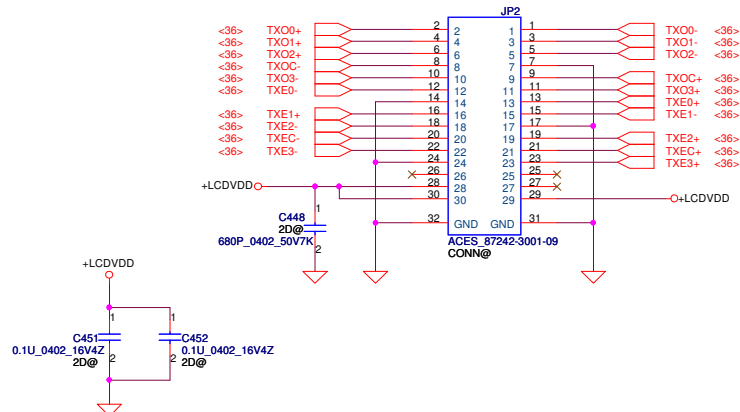 JP2
<36> TXO0+ 2 2 1 1 TXO0- <36>
<36> TXO1+ 4 4 3 3 TXO1- <36>
<36> TXO2+ 6 6 5 5 TXO2- <36>
<36> TXOC- 8 8 7 7
<36> TXO3- 10 10 9 9 TXOC+ <36>
<36> TXE0- 12 12 11 11 TXO3+ <36>
14 14 13 13 TXE0+ <36>
<36> TXE1+ 16 16 15 15 TXE1- <36>
<36> TXE2- 18 18 17 17
<36> TXEC- 20 20 19 19 TXE2+ <36>
<36> TXE3- 22 22 21 21 TXEC+ <36>
24 24 23 23 TXE3+ <36>
26 26 25 25
+LCDVDD 28 28 27 27
30 30 29 29 +LCDVDD
32 GND GND 31
1
C448
2D@
680P_0402_50V7K
2
ACES_87242-3001-09
CONN@
+LCDVDD
1 1
C451 C452
0.1U_0402_16V4Z 0.1U_0402_16V4Z
2 2
2D@ 2D@